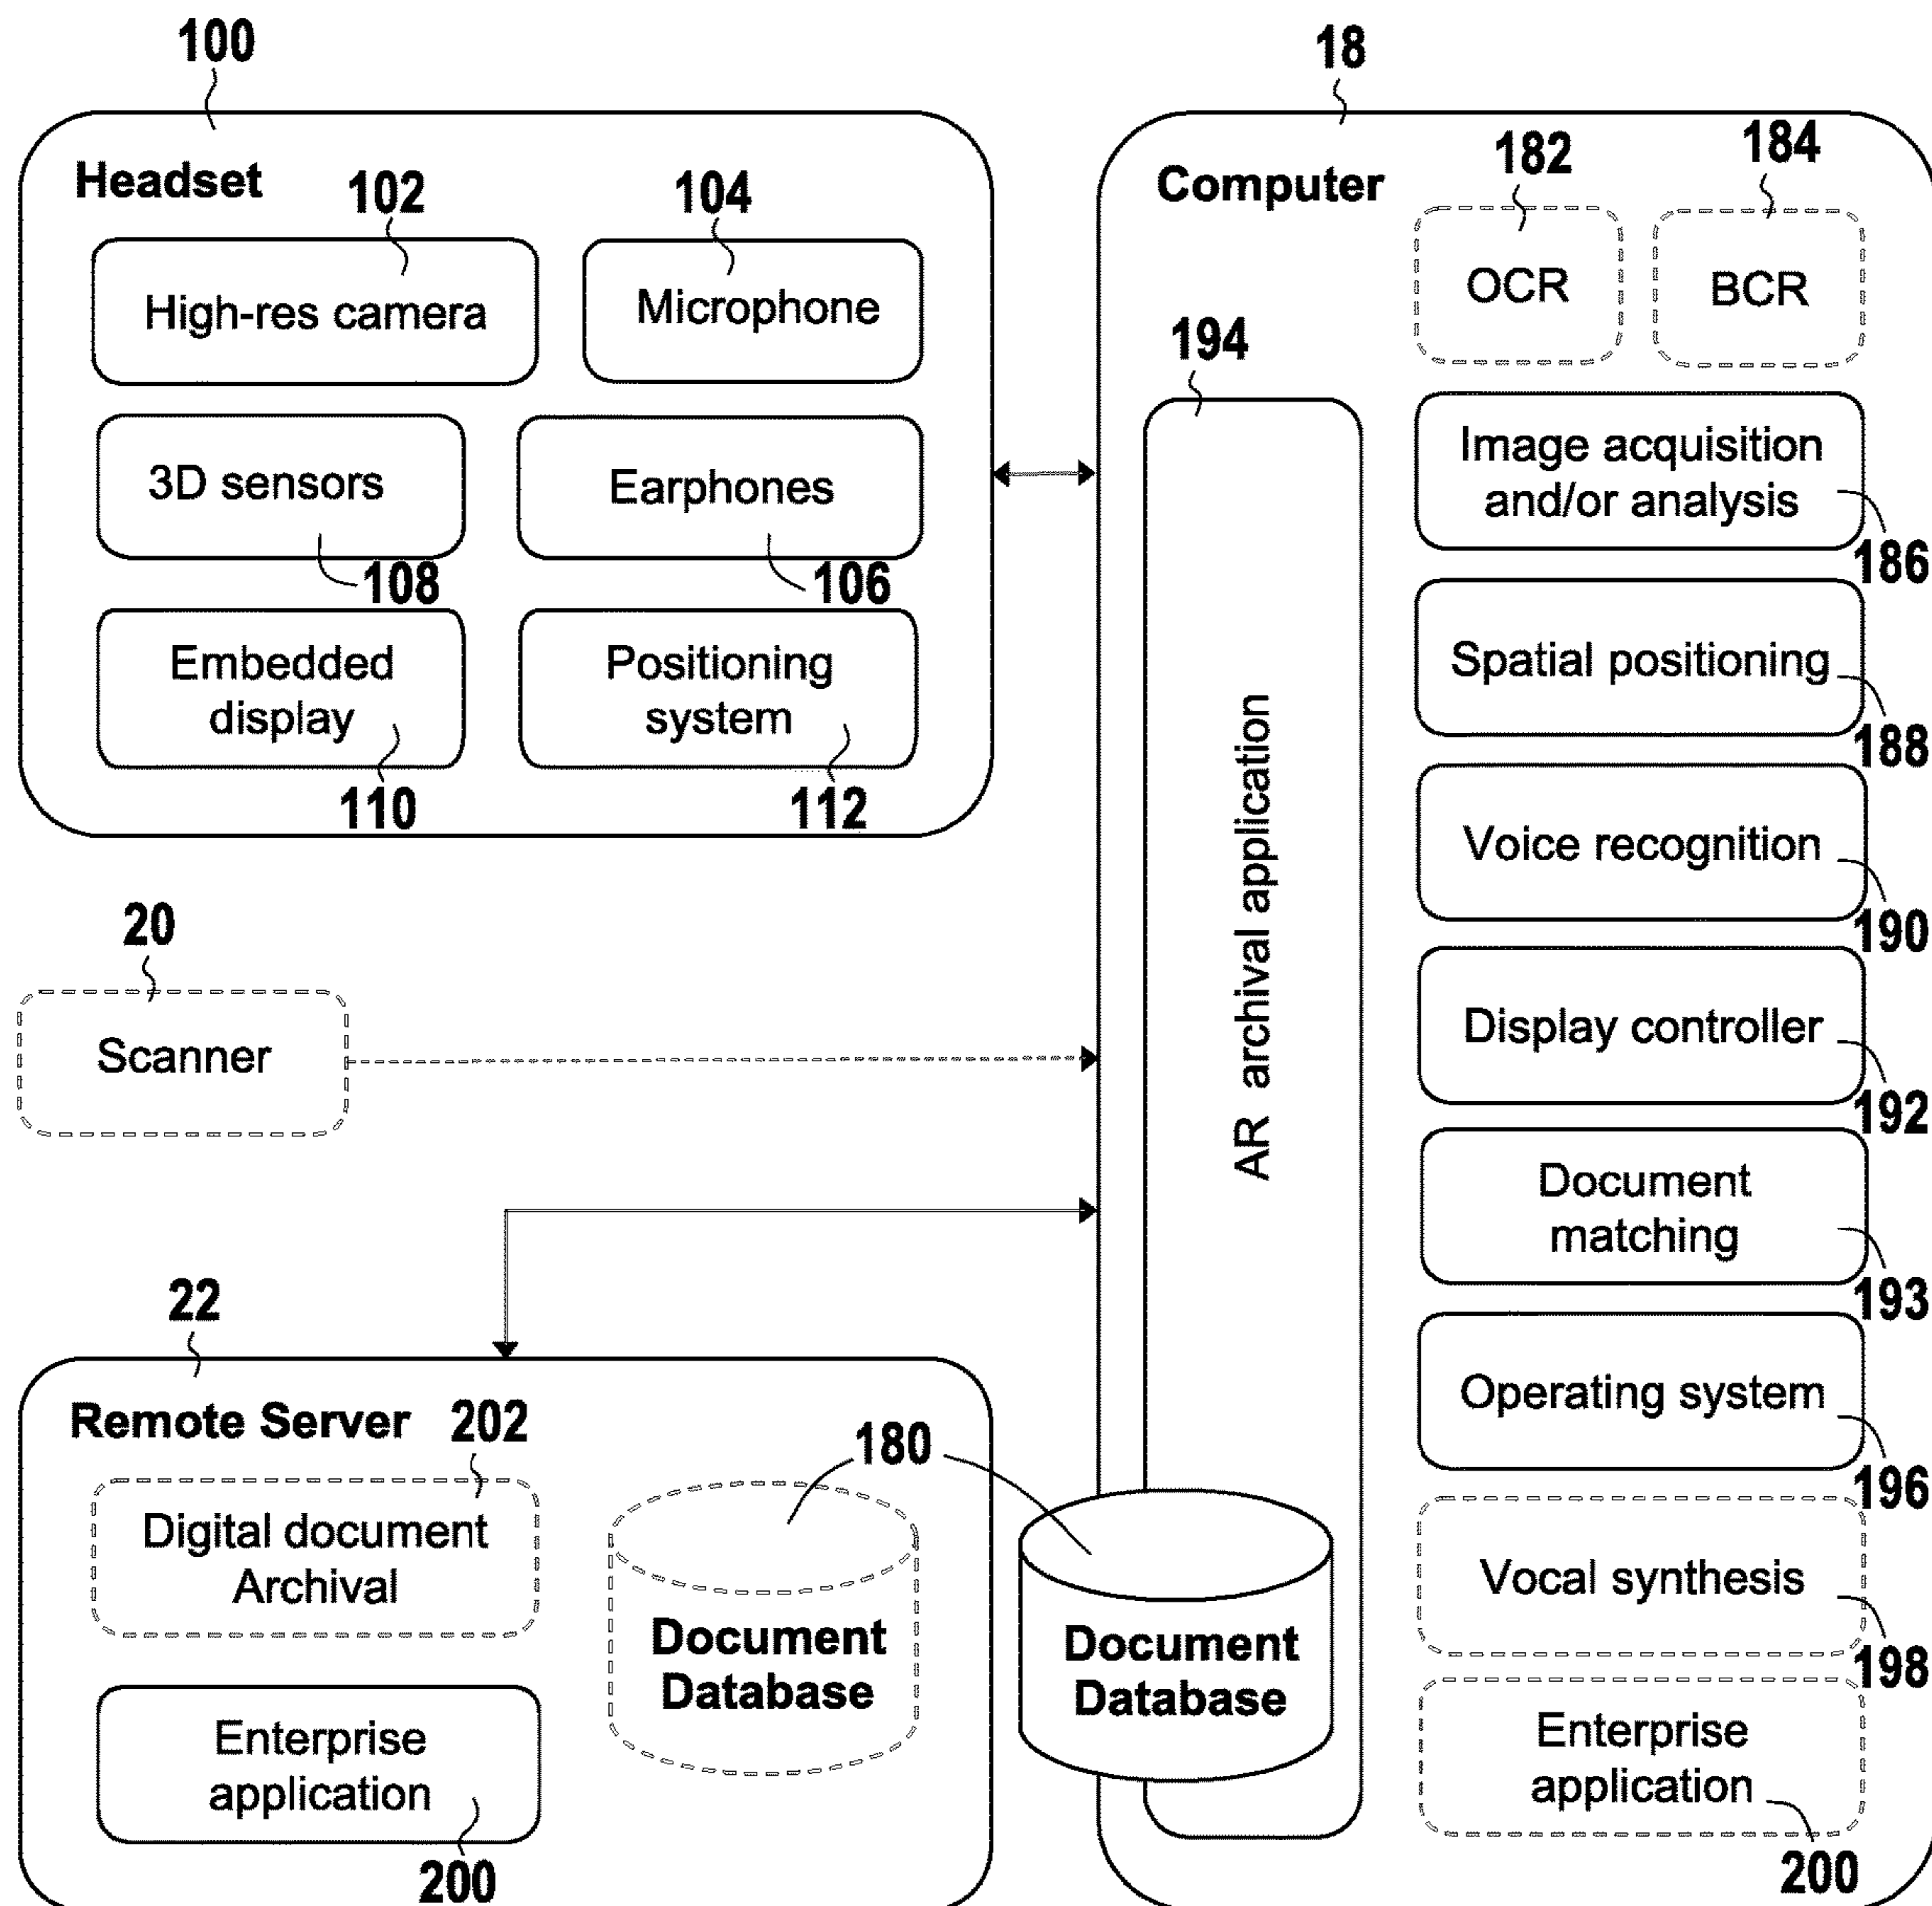 100
Headset
102
104
High-res camera
Microphone
3D sensors
Earphones
108
106
Embedded
display
Positioning
system
110
112
20
Scanner
22
Remote Server
202
180
Digital document
Archival
Document
Database
Enterprise
application
200
18
Computer
182
184
OCR
BCR
194
AR archival application
Image acquisition
and/or analysis
186
Spatial positioning
188
Voice recognition
190
Display controller
192
Document
matching
193
Operating system
196
Document
Database
Vocal synthesis
198
Enterprise
application
200